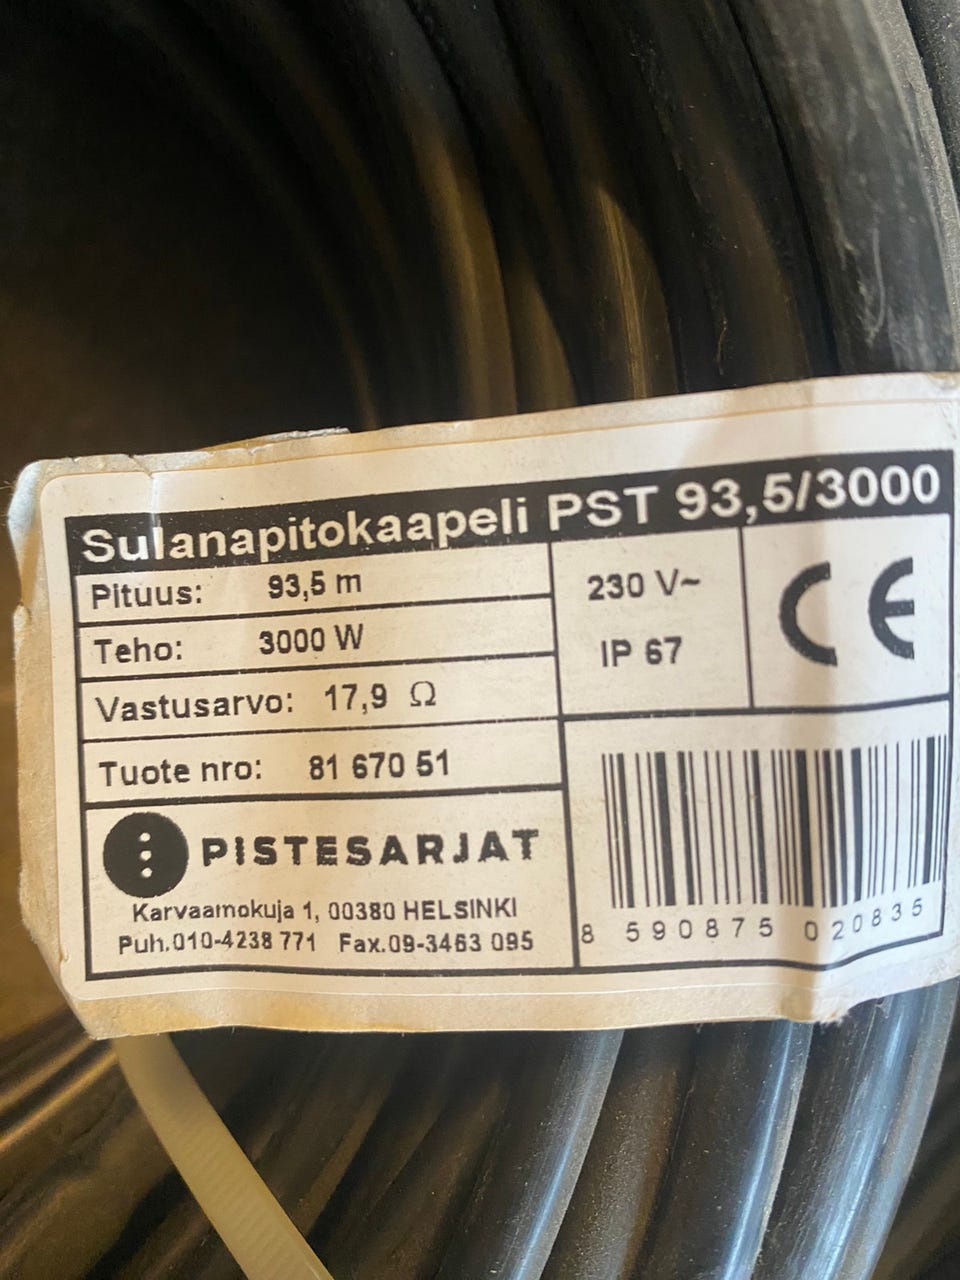 Sulanapitokaapeli PST 93,5/3000
Pituus: 93,5 m
Teho: 3000 W
Vastusarvo: 17,9 Ω
Tuote nro: 81 670 51
230 V~
IP 67
CE
PISTESARJAT
Karvaamokuja 1, 00380 HELSINKI
Puh.010-4238 771 Fax.09-3463 095
8 590875 020835